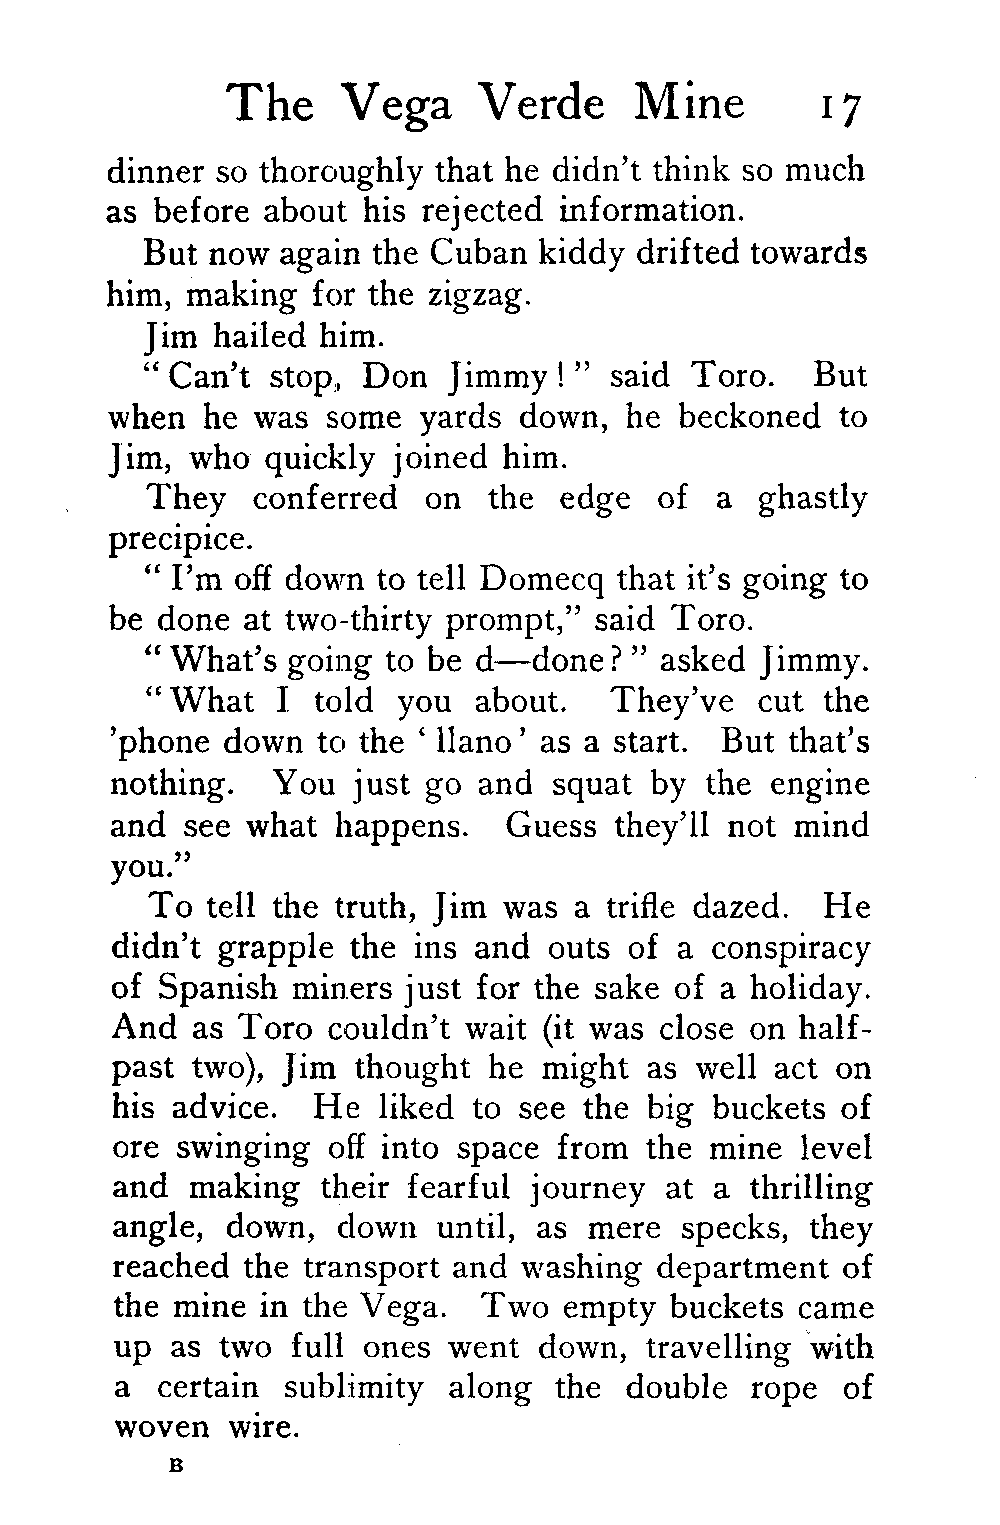 The Vega Verde Mine 17
dinner so thoroughly that he didn't think so much
as before about his rejected information.
But now again the Cuban kiddy drifted towards
him, making for the zigzag.
Jim hailed him.
“ Can't stop, Don Jimmy ! ” said Toro. But
when he was some yards down, he beckoned to
Jim, who quickly joined him.
They conferred on the edge of a ghastly
precipice.
“ I'm off down to tell Domecq that it's going to
be done at two-thirty prompt,” said Toro.
“ What's going to be d—done ? ” asked Jimmy.
“ What I told you about. They've cut the
'phone down to the ‘ llano ’ as a start. But that's
nothing. You just go and squat by the engine
and see what happens. Guess they'll not mind
you.”
To tell the truth, Jim was a trifle dazed. He
didn't grapple the ins and outs of a conspiracy
of Spanish miners just for the sake of a holiday.
And as Toro couldn't wait (it was close on half-
past two), Jim thought he might as well act on
his advice. He liked to see the big buckets of
ore swinging off into space from the mine level
and making their fearful journey at a thrilling
angle, down, down until, as mere specks, they
reached the transport and washing department of
the mine in the Vega. Two empty buckets came
up as two full ones went down, travelling with
a certain sublimity along the double rope of
woven wire.
B